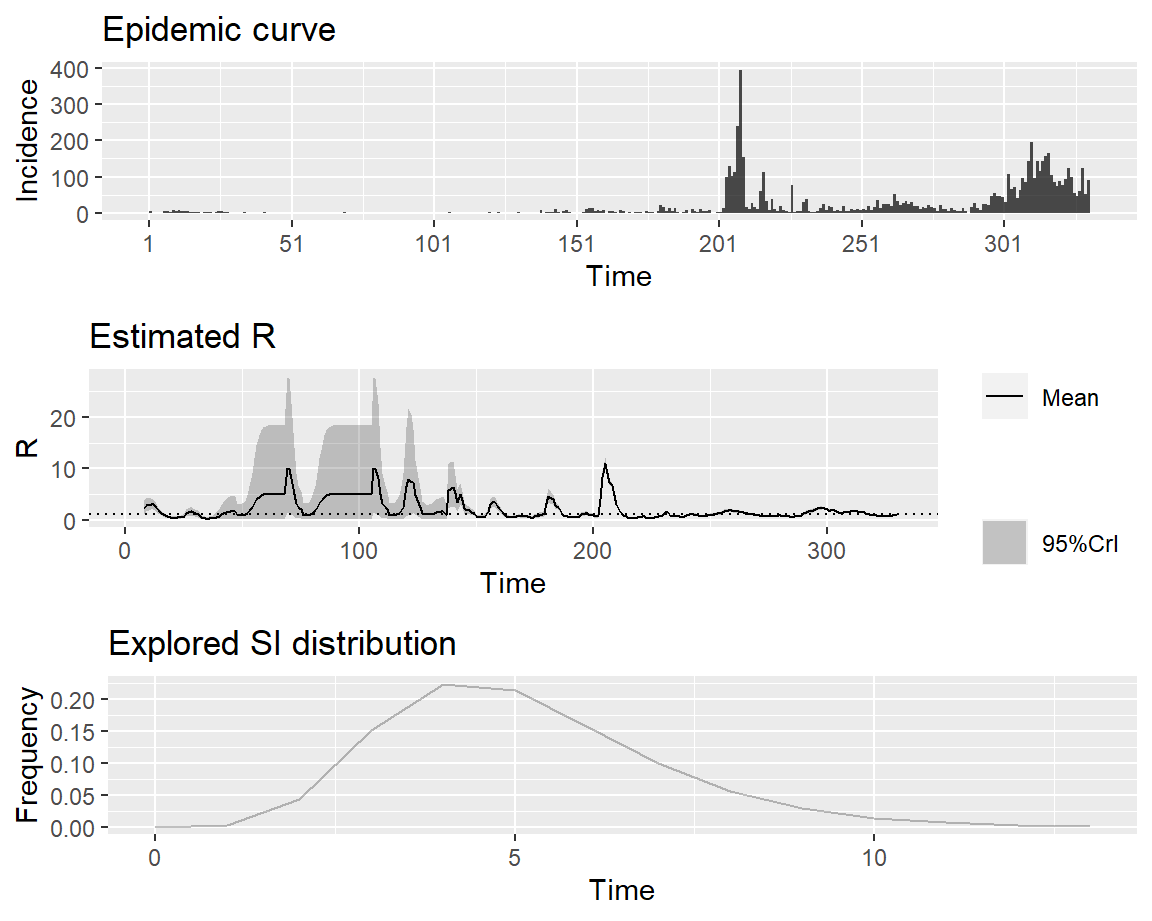 Epidemic curve
400
300
200
100
0
Incidence
1 51 101 151 201 251 301
Time
Estimated R
20
10
0
R
0 100 200 300
Time
Mean
95%CrI
Explored SI distribution
0.20
0.15
0.10
0.05
0.00
Frequency
0 5 10
Time